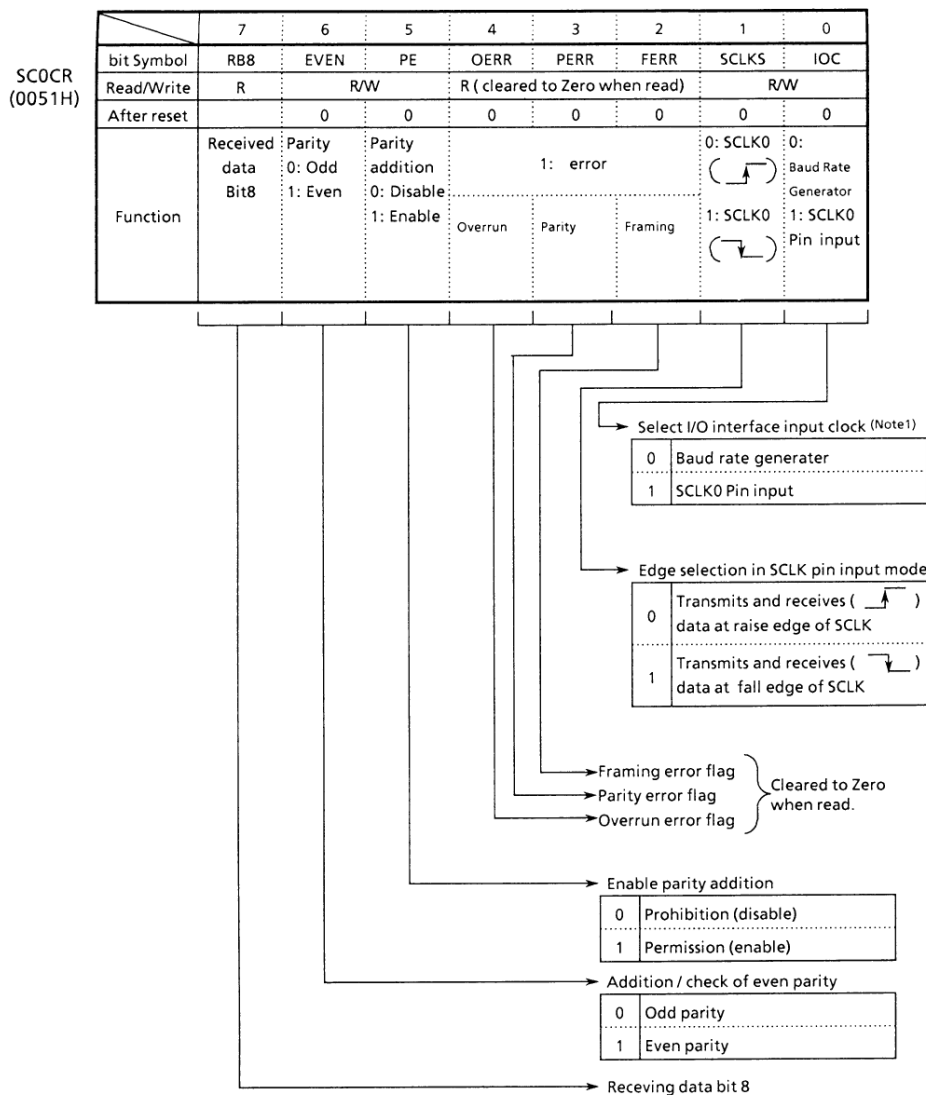 7 6 5 4 3 2 1 0
bit Symbol RB8 EVEN PE OERR PERR FERR SCLKS IOC
SC0CR
(0051H)
Read/Write R R/W R ( cleared to Zero when read) R/W
After reset 0 0 0 0 0 0 0
Function
Received
data
Bit8
Parity
0: Odd
1: Even
Parity
addition
0: Disable
1: Enable
1: error
Overrun Parity Framing
0: SCLK0
( )
1: SCLK0
( )
0:
Baud Rate
Generator
1: SCLK0
Pin input
Select I/O interface input clock (Note1)
0 Baud rate generater
1 SCLK0 Pin input
Edge selection in SCLK pin input mode
0 Transmits and receives ( )
data at raise edge of SCLK
1 Transmits and receives ( )
data at fall edge of SCLK
Framing error flag
Parity error flag
Overrun error flag
Cleared to Zero
when read.
Enable parity addition
0 Prohibition (disable)
1 Permission (enable)
Addition / check of even parity
0 Odd parity
1 Even parity
Receving data bit 8